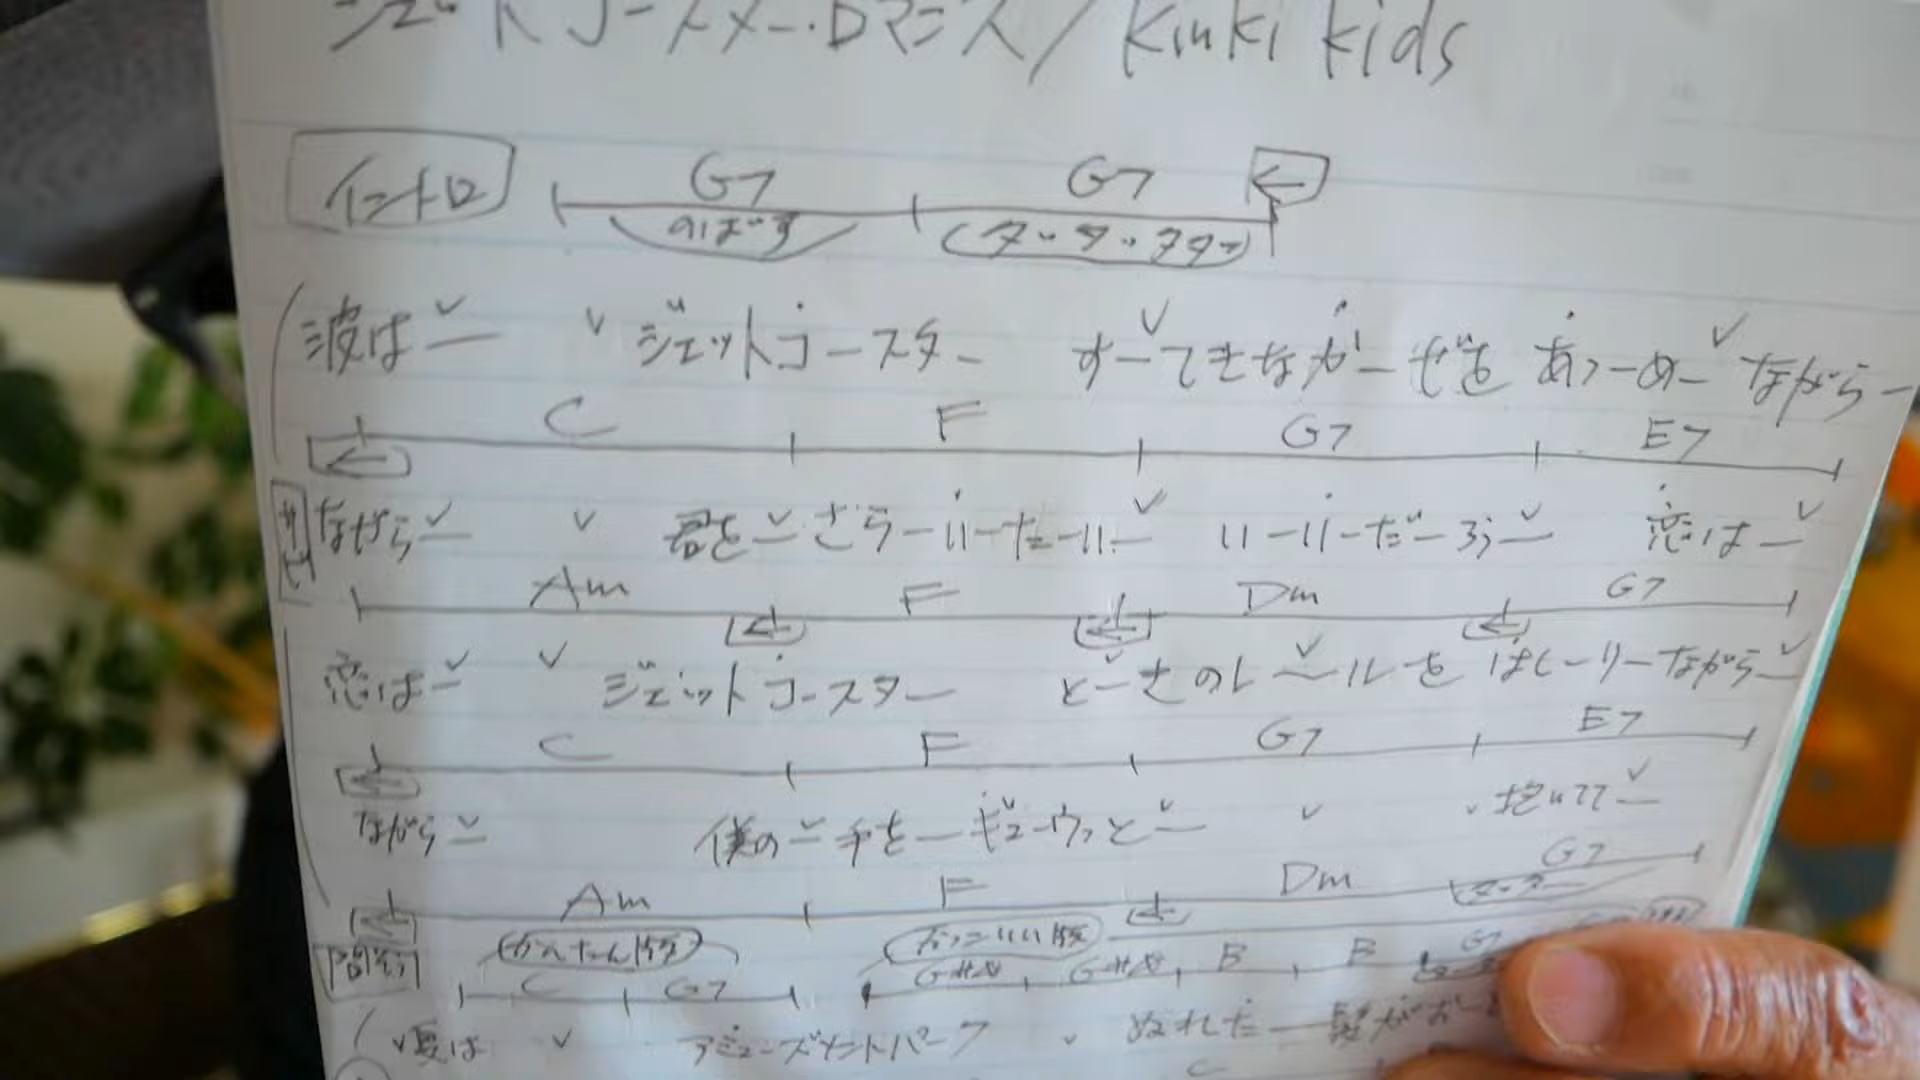 ジェットコースター・ロマンス/Kinki Kids
イントロ G7 G7 ←
のばす (タ・タ・タタ)
波はー ジェットコースター すーてきなかーぜを あつーめー ながらー
C F G7 E7
←
サビ ながらー 君を〜さらーいーたーい いーいーだーろう〜 恋はー
Am F Dm G7
← ← ←
恋はー ジェットコースター とーきのレールを はしーりーながらー
C F G7 E7
←
ながらー 僕のー手をーギューウッとー 抱いてて
Am F Dm G7
← ←
間奏 かんたん版 かっこいい版
C G7 B B G7
夏は アミューズメントパーク ぬれたー髪がお
C